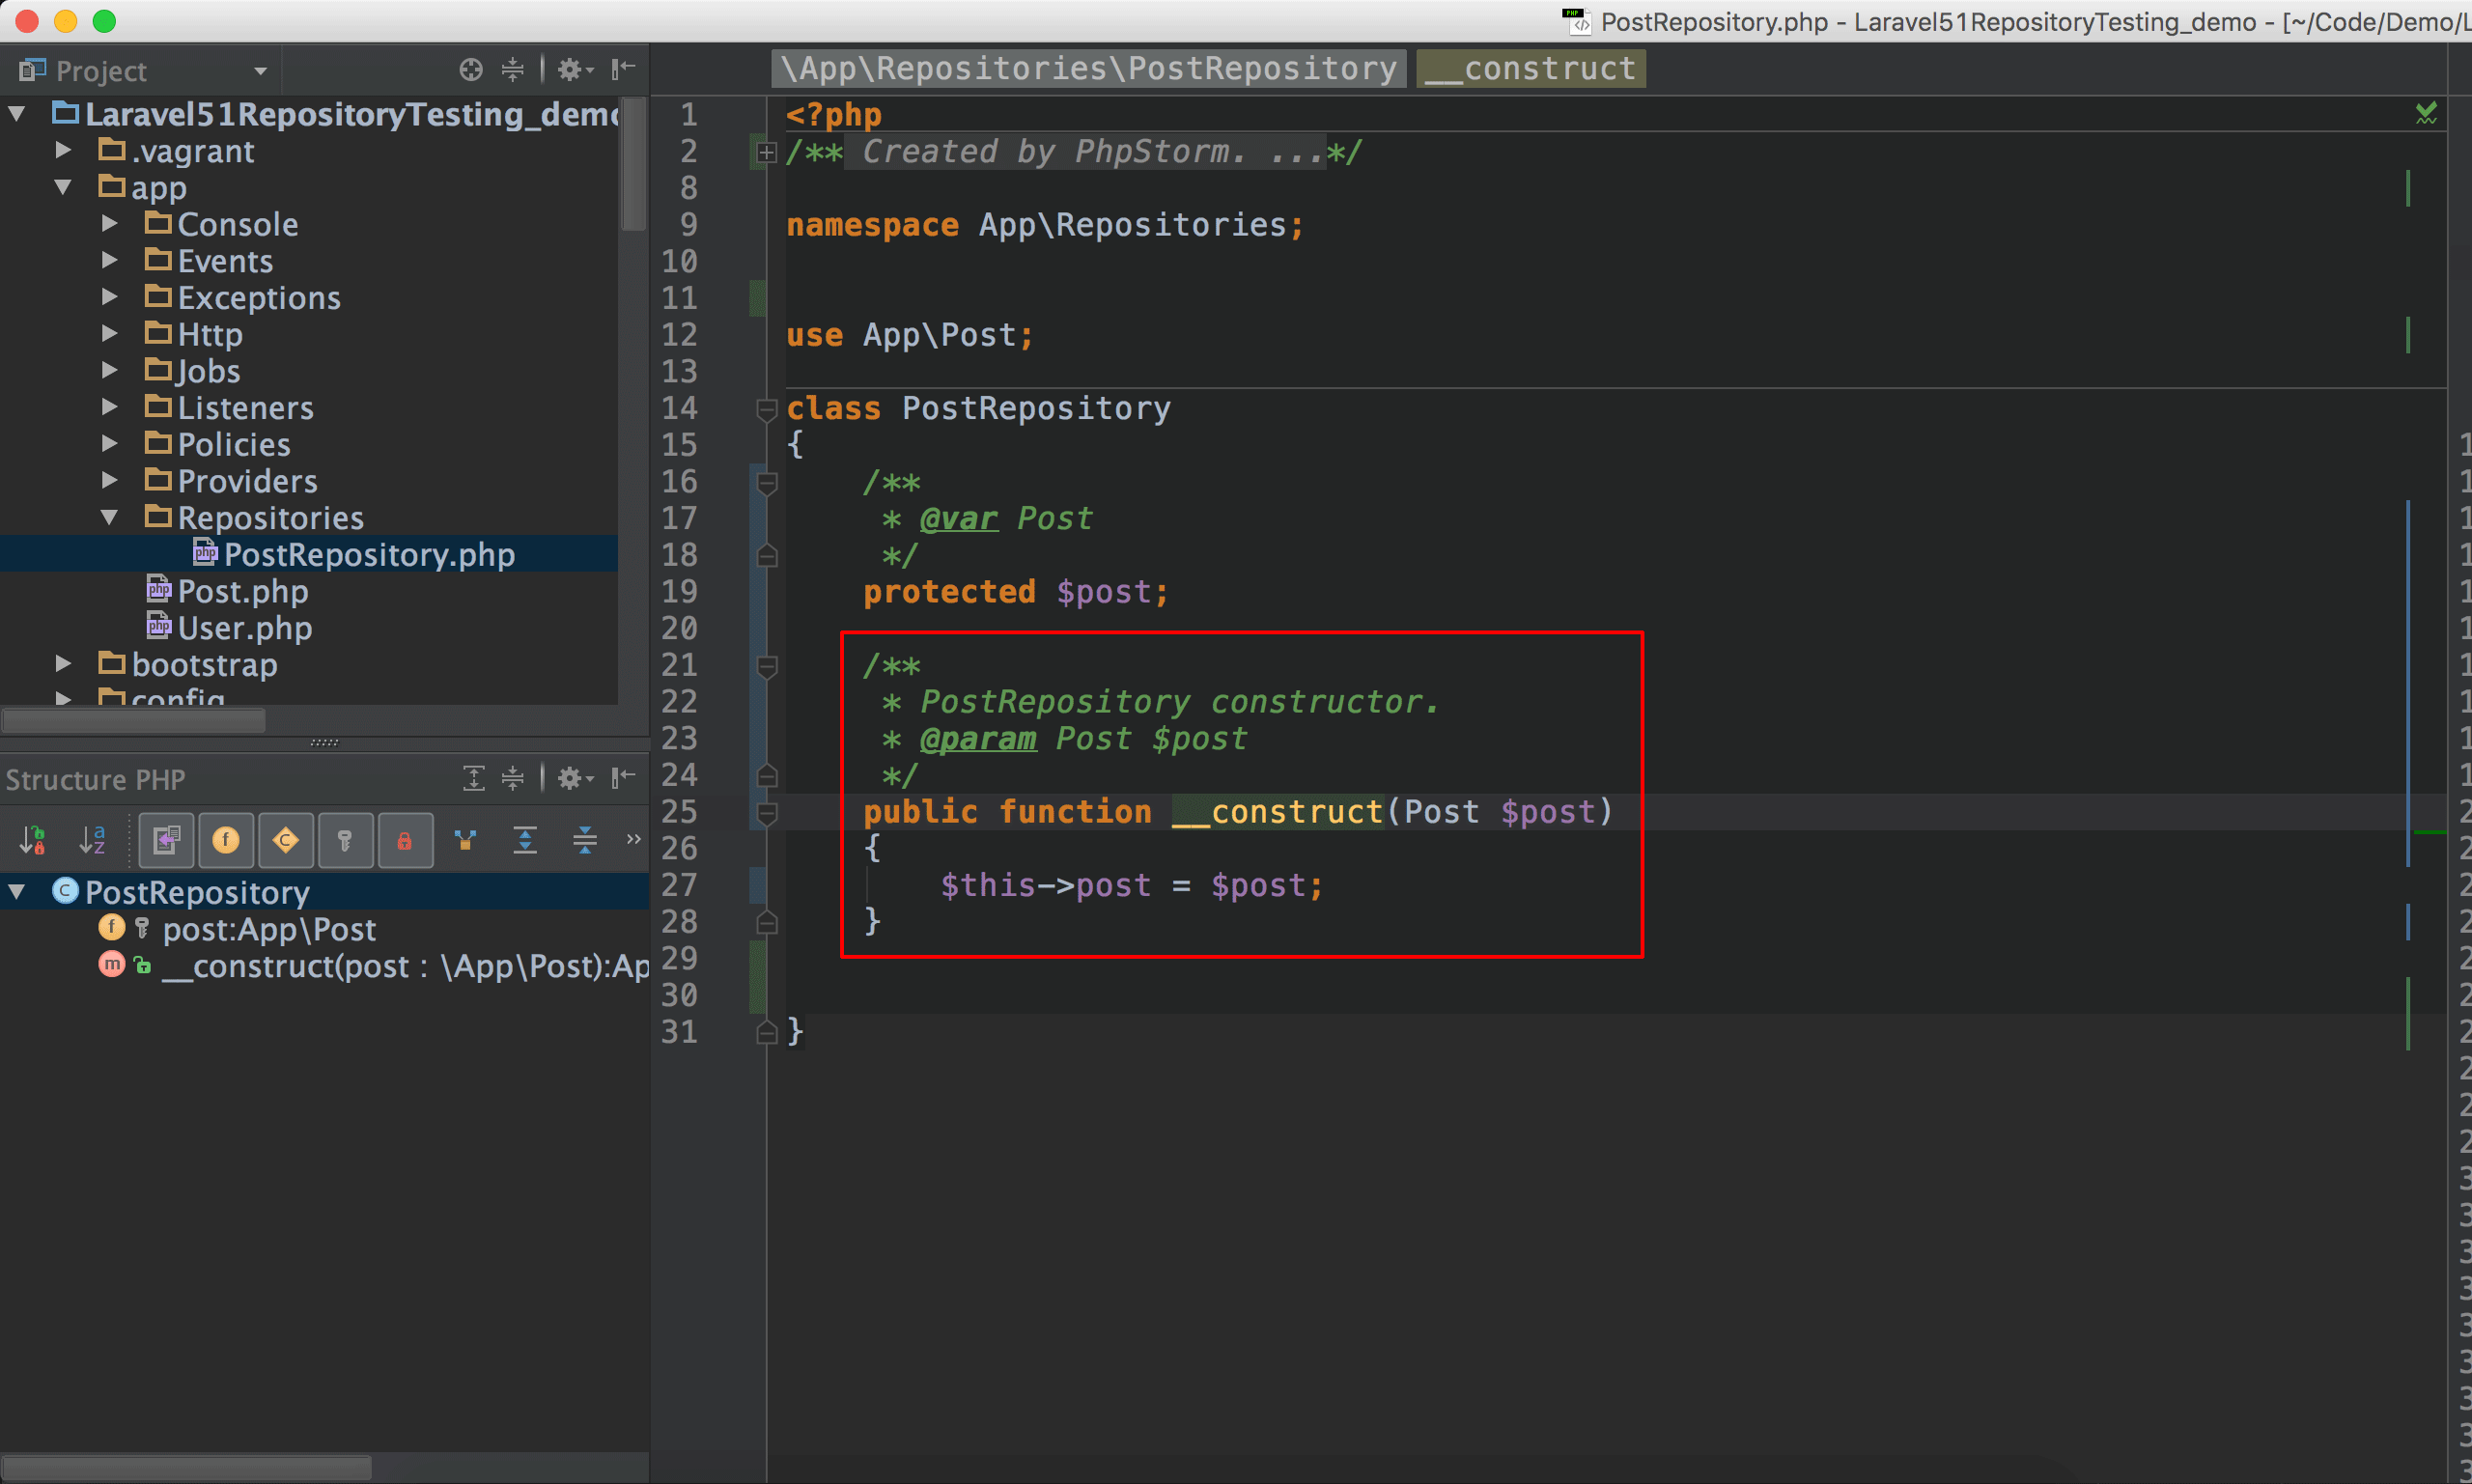 PostRepository.php - Laravel51RepositoryTesting_demo - [~/Code/Demo/L
Project
\App\Repositories\PostRepository __construct
Laravel51RepositoryTesting_demo
.vagrant
app
Console
Events
Exceptions
Http
Jobs
Listeners
Policies
Providers
Repositories
PostRepository.php
Post.php
User.php
bootstrap
config
1 <?php
2 /** Created by PhpStorm. ...*/
8
9 namespace App\Repositories;
10
11
12 use App\Post;
13
14 class PostRepository
15 {
16 /**
17 * @var Post
18 */
19 protected $post;
20
21 /**
22 * PostRepository constructor.
23 * @param Post $post
24 */
25 public function __construct(Post $post)
26 {
27 $this->post = $post;
28 }
29
30
31 }
Structure PHP
PostRepository
post:App\Post
__construct(post : \App\Post):Ap